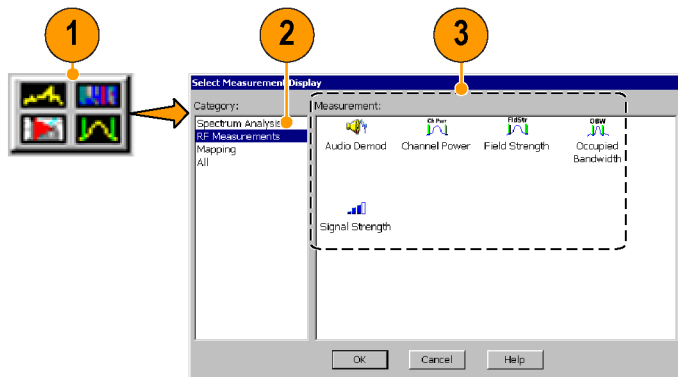 1
2
3
Select Measurement Display
Category:
Measurement:
Spectrum Analysis
RF Measurements
Mapping
All
Ch Pwr
FldStr
OBW
Audio Demod
Channel Power
Field Strength
Occupied
Bandwidth
Signal Strength
OK
Cancel
Help